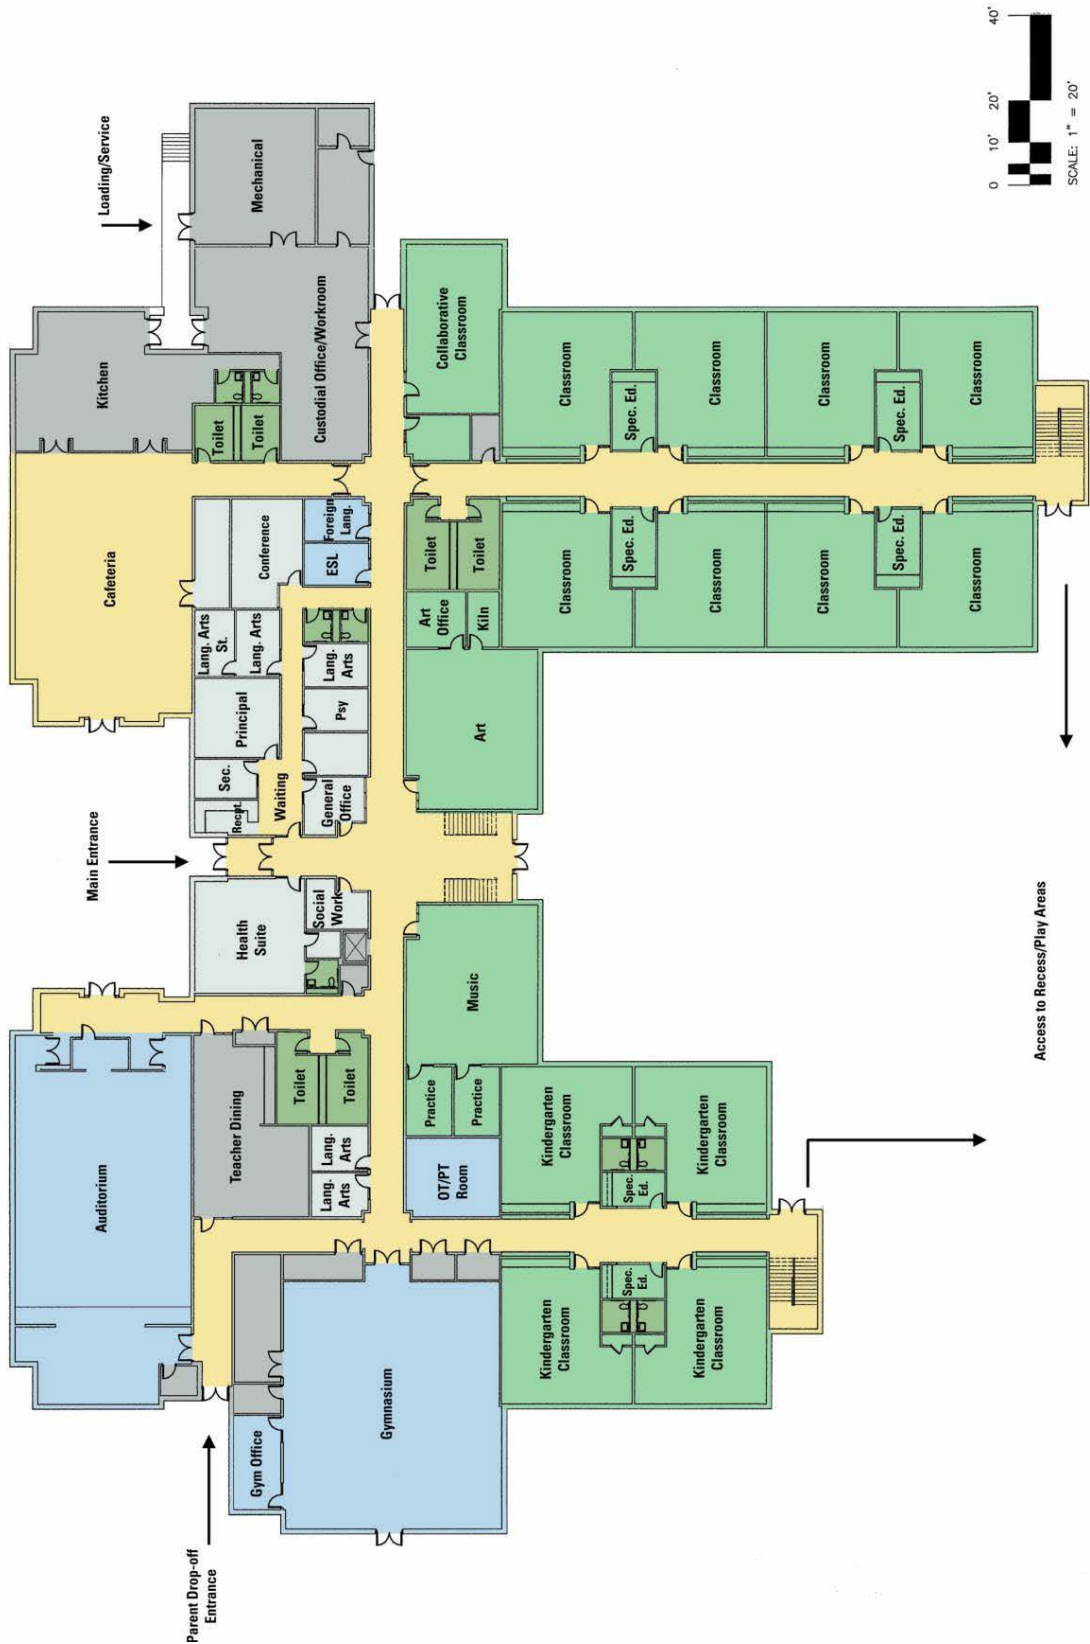 Auditorium
Cafeteria
Kitchen
Main Entrance
Loading/Service
Parent Drop-off
Entrance
Gym Office
Teacher Dining
Health
Suite
Recpt.
Sec.
Principal
Lang. Arts
St.
Lang. Arts
Conference
Toilet
Toilet
Mechanical
Waiting
Custodial Office/Workroom
Lang.
Arts
Lang.
Arts
Toilet
Toilet
Social
Work
General
Office
Psy
Lang.
Arts
ESL
Foreign
Lang.
Gymnasium
OT/PT
Room
Practice
Practice
Music
Art
Art
Office
Kiln
Toilet
Toilet
Collaborative
Classroom
Kindergarten
Classroom
Kindergarten
Classroom
Classroom
Classroom
Spec.
Ed.
Spec.
Ed.
Spec. Ed.
Spec. Ed.
Kindergarten
Classroom
Kindergarten
Classroom
Classroom
Classroom
Classroom
Classroom
Spec. Ed.
Spec. Ed.
Classroom
Classroom
Access to Recess/Play Areas
0 10' 20' 40'
SCALE: 1" = 20'